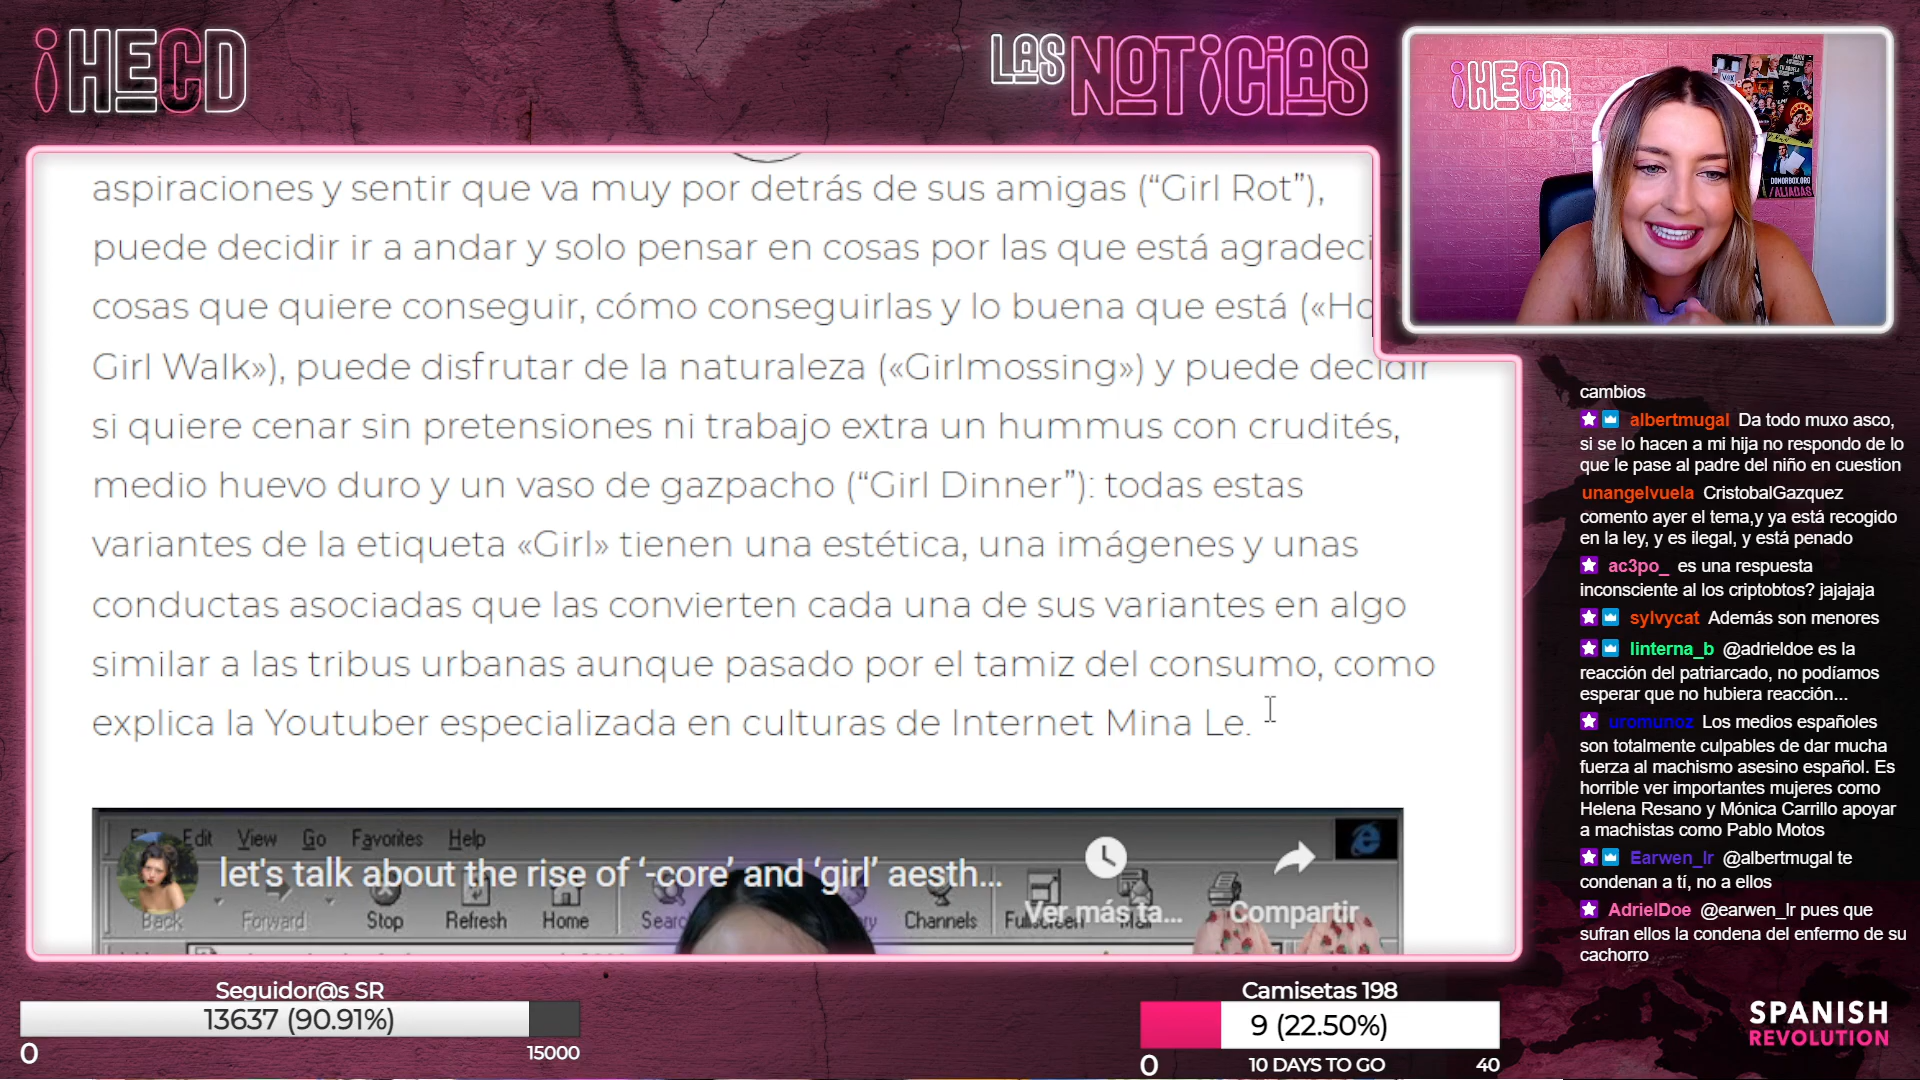 ¡HECD
LAS NOTICIAS
¡HECD
VOX
DONORBOX.ORG
/ALIADAS
aspiraciones y sentir que va muy por detrás de sus amigas (“Girl Rot”),
puede decidir ir a andar y solo pensar en cosas por las que está agradeci
cosas que quiere conseguir, cómo conseguirlas y lo buena que está («Ho
Girl Walk»), puede disfrutar de la naturaleza («Girlmossing») y puede decidir
si quiere cenar sin pretensiones ni trabajo extra un hummus con crudités,
medio huevo duro y un vaso de gazpacho (“Girl Dinner”): todas estas
variantes de la etiqueta «Girl» tienen una estética, una imágenes y unas
conductas asociadas que las convierten cada una de sus variantes en algo
similar a las tribus urbanas aunque pasado por el tamiz del consumo, como
explica la Youtuber especializada en culturas de Internet Mina Le.
Edit View Go Favorites Help
let's talk about the rise of ‘-core’ and ‘girl’ aesth...
Ver más ta... Compartir
Back Forward Stop Refresh Home Search Channels Fullscreen Mail
cambios
albertmugal Da todo muxo asco,
si se lo hacen a mi hija no respondo de lo
que le pase al padre del niño en cuestion
unangelvuela CristobalGazquez
comento ayer el tema,y ya está recogido
en la ley, y es ilegal, y está penado
ac3po_ es una respuesta
inconsciente al los criptobtos? jajajaja
sylvycat Además son menores
linterna_b @adrieldoe es la
reacción del patriarcado, no podíamos
esperar que no hubiera reacción...
uromunoz Los medios españoles
son totalmente culpables de dar mucha
fuerza al machismo asesino español. Es
horrible ver importantes mujeres como
Helena Resano y Mónica Carrillo apoyar
a machistas como Pablo Motos
Earwen_lr @albertmugal te
condenan a tí, no a ellos
AdrielDoe @earwen_lr pues que
sufran ellos la condena del enfermo de su
cachorro
Seguidor@s SR
13637 (90.91%)
0 15000
Camisetas 198
9 (22.50%)
0 10 DAYS TO GO 40
SPANISH
REVOLUTION